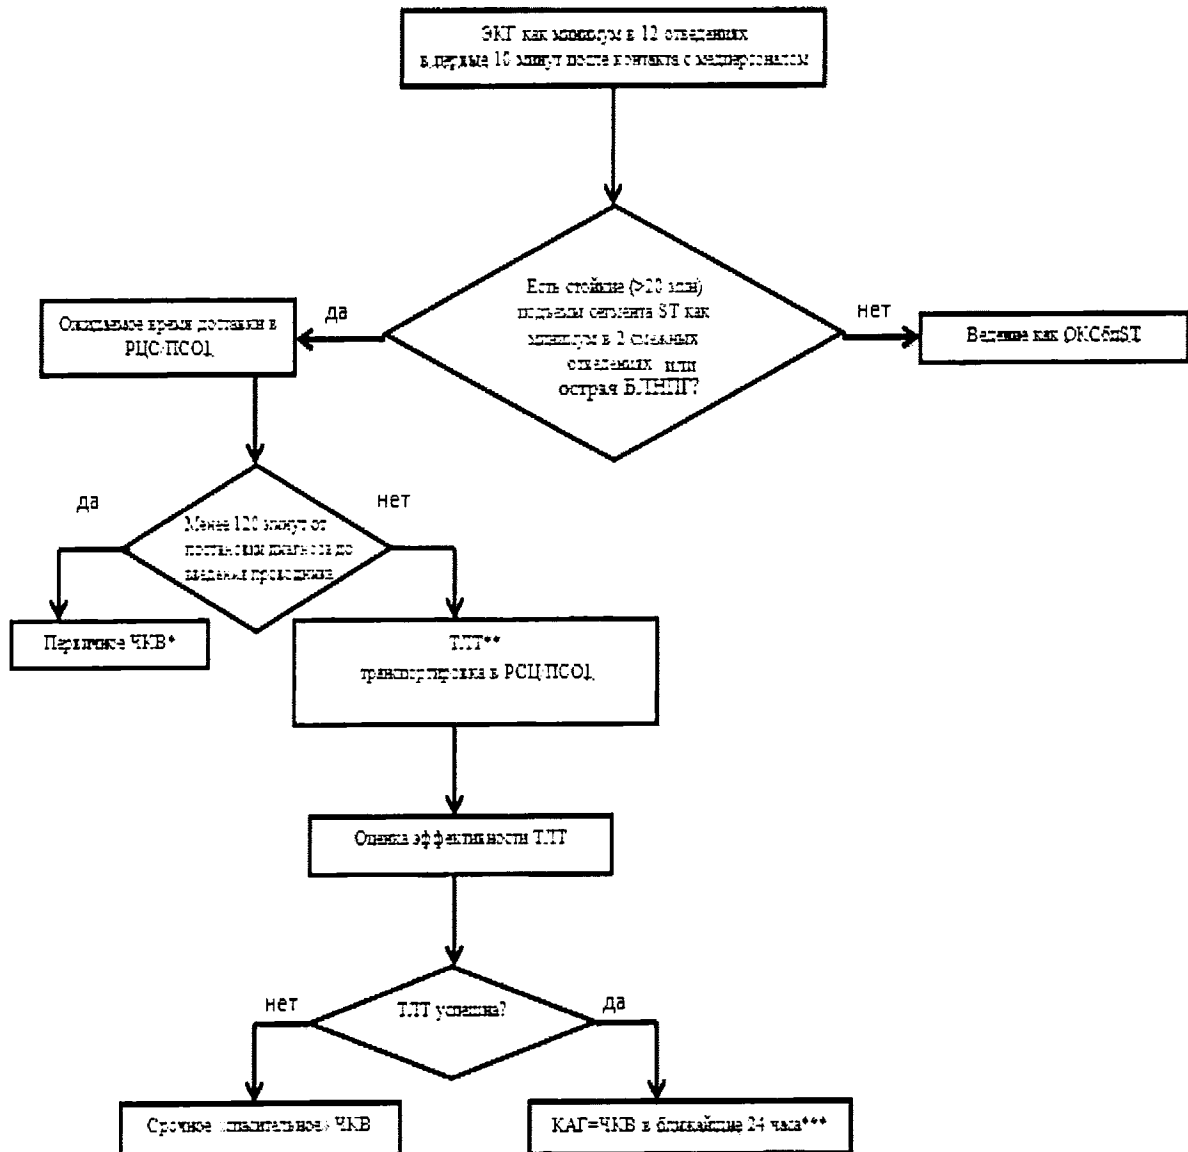 ЭКГ как минимум в 12 отведениях
в первые 10 минут после контакта с медперсоналом
Есть стойкие (>20 мин)
подъемы сегмента ST как
минимум в 2 смежных
отведениях или
острая БЛНПГ?
да
нет
Ожидаемое время доставки в
РЦС/ПСО1
Ведение как ОКСбпST
да
нет
Менее 120 минут от
постановки диагноза до
введения проводника
Первичное ЧКВ*
ТЛТ**
транспортировка в РСЦ/ПСО1
Оценка эффективности ТЛТ
нет
ТЛТ успешна?
да
Срочное «спасительное» ЧКВ
КАГ=ЧКВ в ближайшие 24 часа***